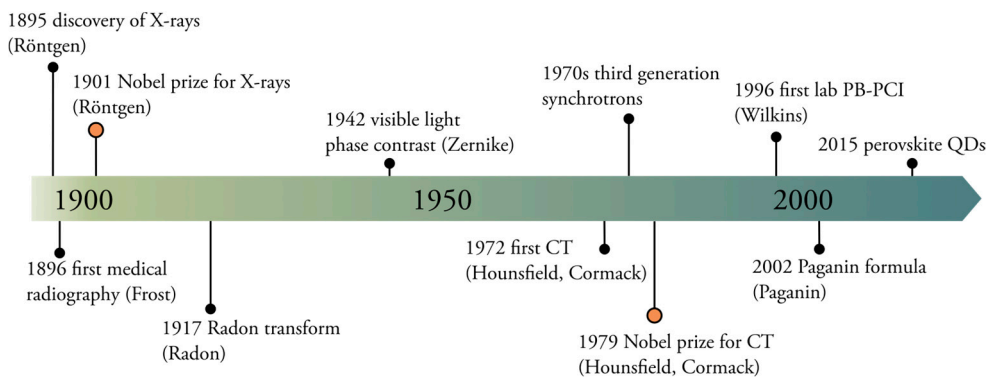 1895 discovery of X-rays
(Röntgen)
1901 Nobel prize for X-rays
(Röntgen)
1942 visible light
phase contrast (Zernike)
1970s third generation
synchrotrons
1996 first lab PB-PCI
(Wilkins)
2015 perovskite QDs
1900
1950
2000
1896 first medical
radiography (Frost)
1917 Radon transform
(Radon)
1972 first CT
(Hounsfield, Cormack)
1979 Nobel prize for CT
(Hounsfield, Cormack)
2002 Paganin formula
(Paganin)